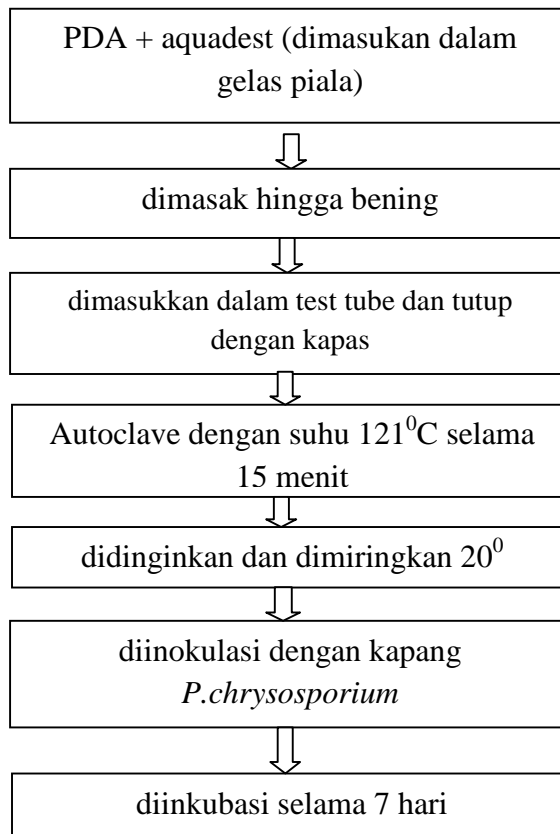 PDA + aquadest (dimasukan dalam
gelas piala)
dimasak hingga bening
dimasukkan dalam test tube dan tutup
dengan kapas
Autoclave dengan suhu 121⁰C selama
15 menit
didinginkan dan dimiringkan 20⁰
diinokulasi dengan kapang
P.chrysosporium
diinkubasi selama 7 hari